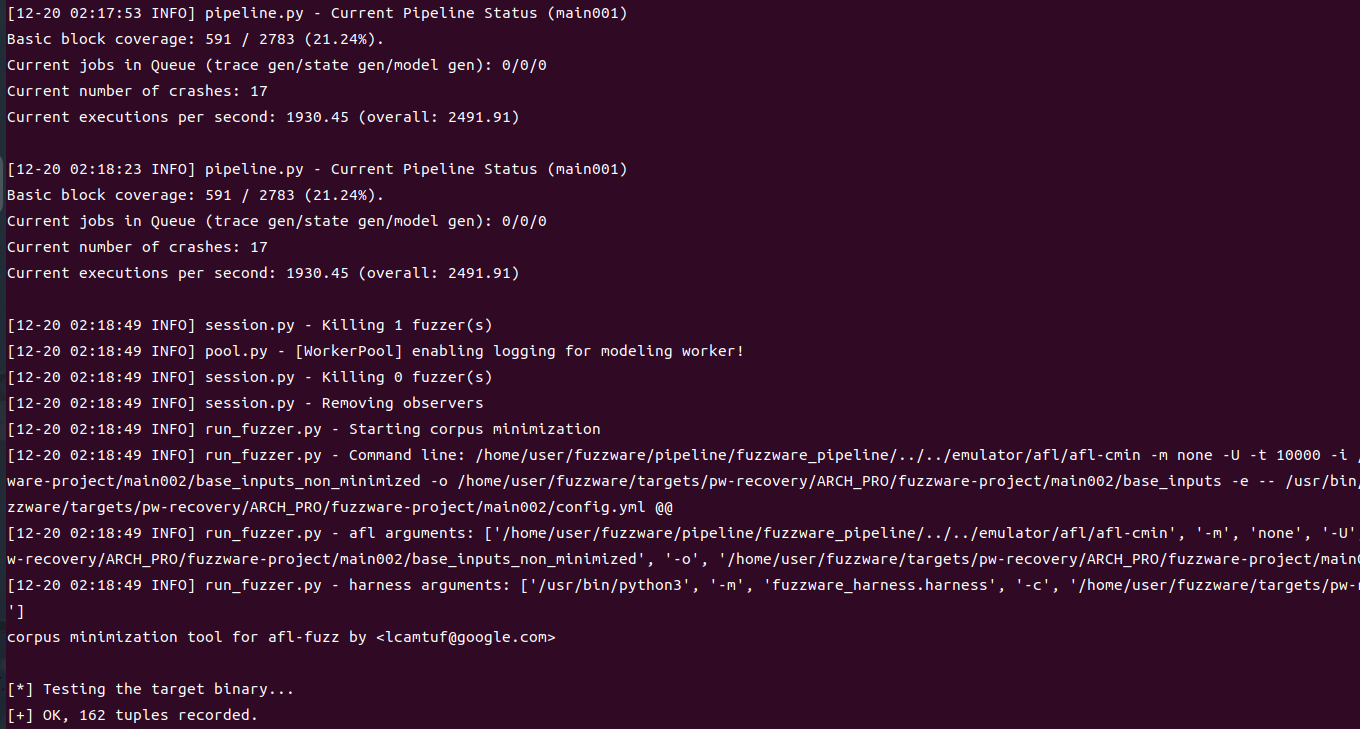 [12-20 02:17:53 INFO] pipeline.py - Current Pipeline Status (main001)
Basic block coverage: 591 / 2783 (21.24%).
Current jobs in Queue (trace gen/state gen/model gen): 0/0/0
Current number of crashes: 17
Current executions per second: 1930.45 (overall: 2491.91)
[12-20 02:18:23 INFO] pipeline.py - Current Pipeline Status (main001)
Basic block coverage: 591 / 2783 (21.24%).
Current jobs in Queue (trace gen/state gen/model gen): 0/0/0
Current number of crashes: 17
Current executions per second: 1930.45 (overall: 2491.91)
[12-20 02:18:49 INFO] session.py - Killing 1 fuzzer(s)
[12-20 02:18:49 INFO] pool.py - [WorkerPool] enabling logging for modeling worker!
[12-20 02:18:49 INFO] session.py - Killing 0 fuzzer(s)
[12-20 02:18:49 INFO] session.py - Removing observers
[12-20 02:18:49 INFO] run_fuzzer.py - Starting corpus minimization
[12-20 02:18:49 INFO] run_fuzzer.py - Command line: /home/user/fuzzware/pipeline/fuzzware_pipeline/../../emulator/afl/afl-cmin -m none -U -t 10000 -i /
ware-project/main002/base_inputs_non_minimized -o /home/user/fuzzware/targets/pw-recovery/ARCH_PRO/fuzzware-project/main002/base_inputs -e -- /usr/bin/
zzware/targets/pw-recovery/ARCH_PRO/fuzzware-project/main002/config.yml @@
[12-20 02:18:49 INFO] run_fuzzer.py - afl arguments: ['/home/user/fuzzware/pipeline/fuzzware_pipeline/../../emulator/afl/afl-cmin', '-m', 'none', '-U',
w-recovery/ARCH_PRO/fuzzware-project/main002/base_inputs_non_minimized', '-o', '/home/user/fuzzware/targets/pw-recovery/ARCH_PRO/fuzzware-project/main0
[12-20 02:18:49 INFO] run_fuzzer.py - harness arguments: ['/usr/bin/python3', '-m', 'fuzzware_harness.harness', '-c', '/home/user/fuzzware/targets/pw-r
']
corpus minimization tool for afl-fuzz by <lcamtuf@google.com>
[*] Testing the target binary...
[+] OK, 162 tuples recorded.